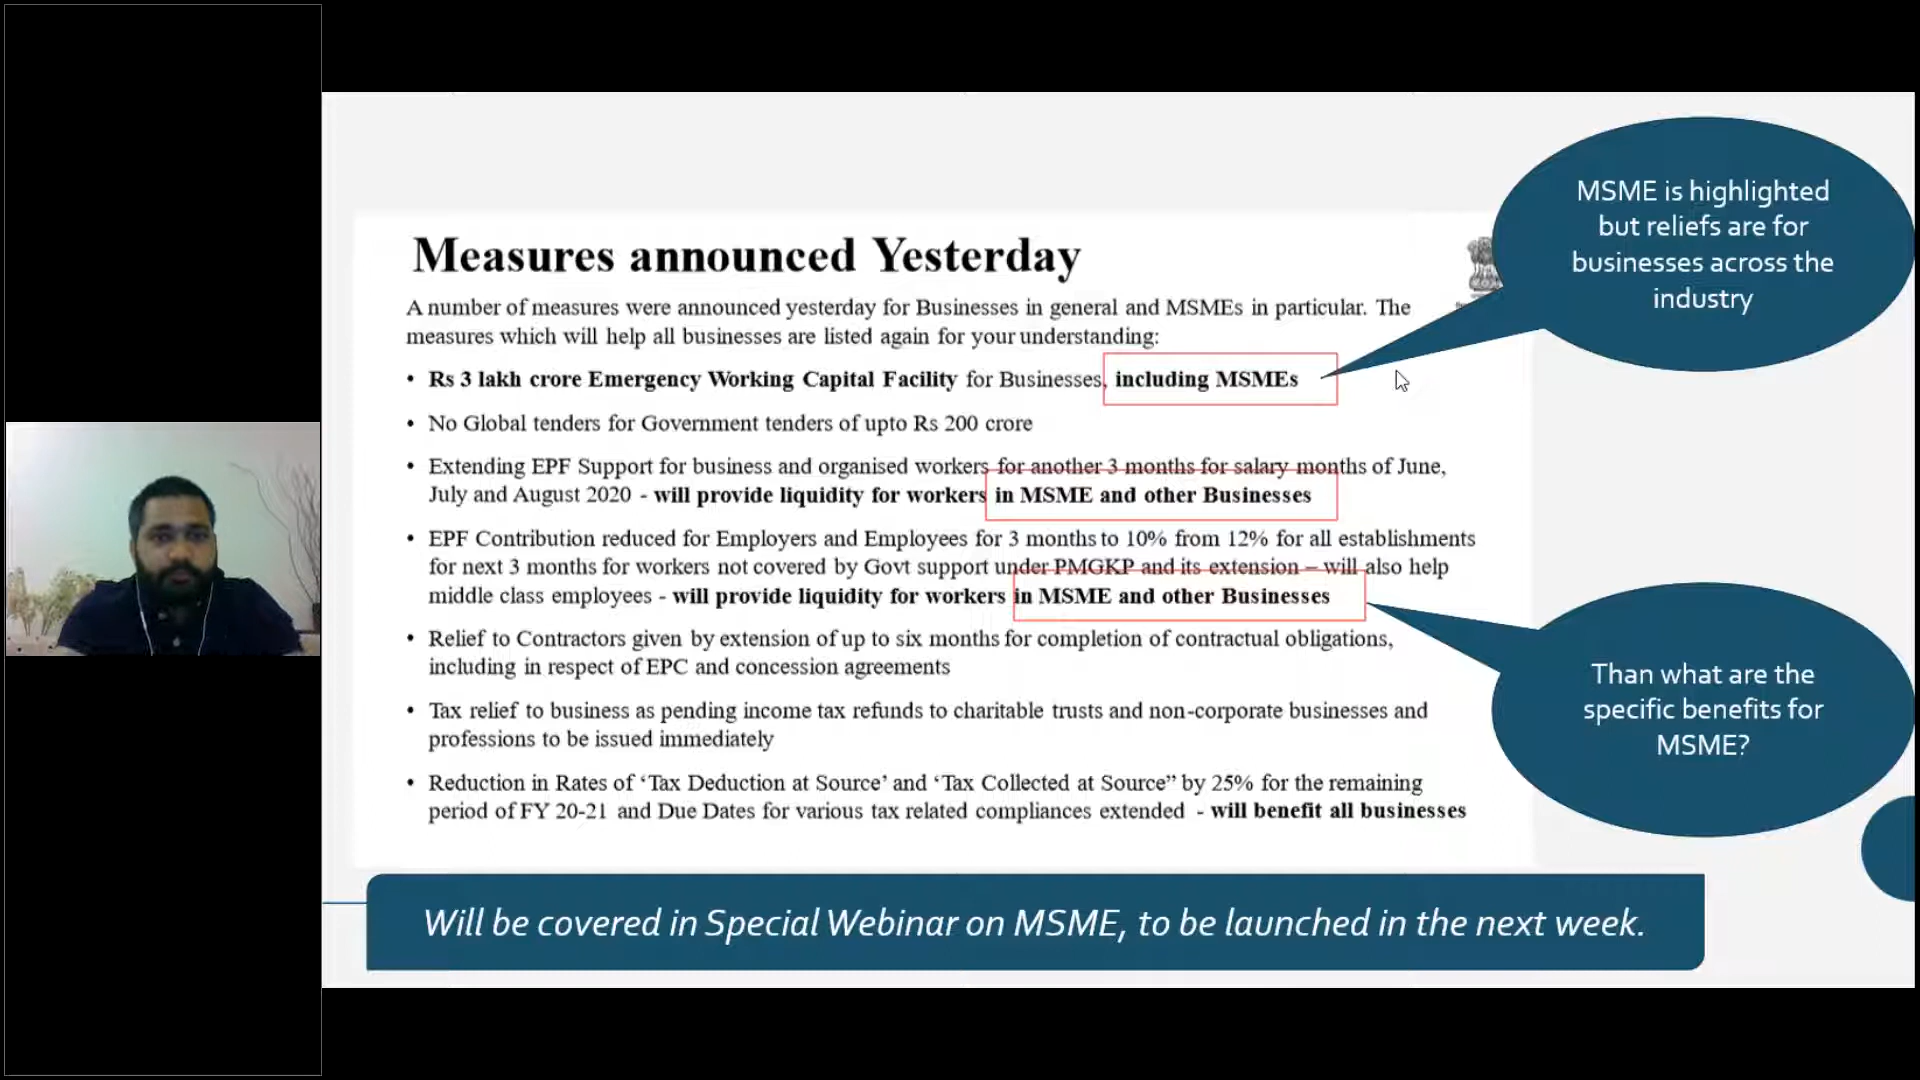 Measures announced Yesterday
A number of measures were announced yesterday for Businesses in general and MSMEs in particular. The
measures which will help all businesses are listed again for your understanding:
• Rs 3 lakh crore Emergency Working Capital Facility for Businesses, including MSMEs
• No Global tenders for Government tenders of upto Rs 200 crore
• Extending EPF Support for business and organised workers for another 3 months for salary months of June,
July and August 2020 - will provide liquidity for workers in MSME and other Businesses
• EPF Contribution reduced for Employers and Employees for 3 months to 10% from 12% for all establishments
for next 3 months for workers not covered by Govt support under PMGKP and its extension – will also help
middle class employees - will provide liquidity for workers in MSME and other Businesses
• Relief to Contractors given by extension of up to six months for completion of contractual obligations,
including in respect of EPC and concession agreements
• Tax relief to business as pending income tax refunds to charitable trusts and non-corporate businesses and
professions to be issued immediately
• Reduction in Rates of ‘Tax Deduction at Source’ and ‘Tax Collected at Source” by 25% for the remaining
period of FY 20-21 and Due Dates for various tax related compliances extended - will benefit all businesses
MSME is highlighted
but reliefs are for
businesses across the
industry
Than what are the
specific benefits for
MSME?
Will be covered in Special Webinar on MSME, to be launched in the next week.